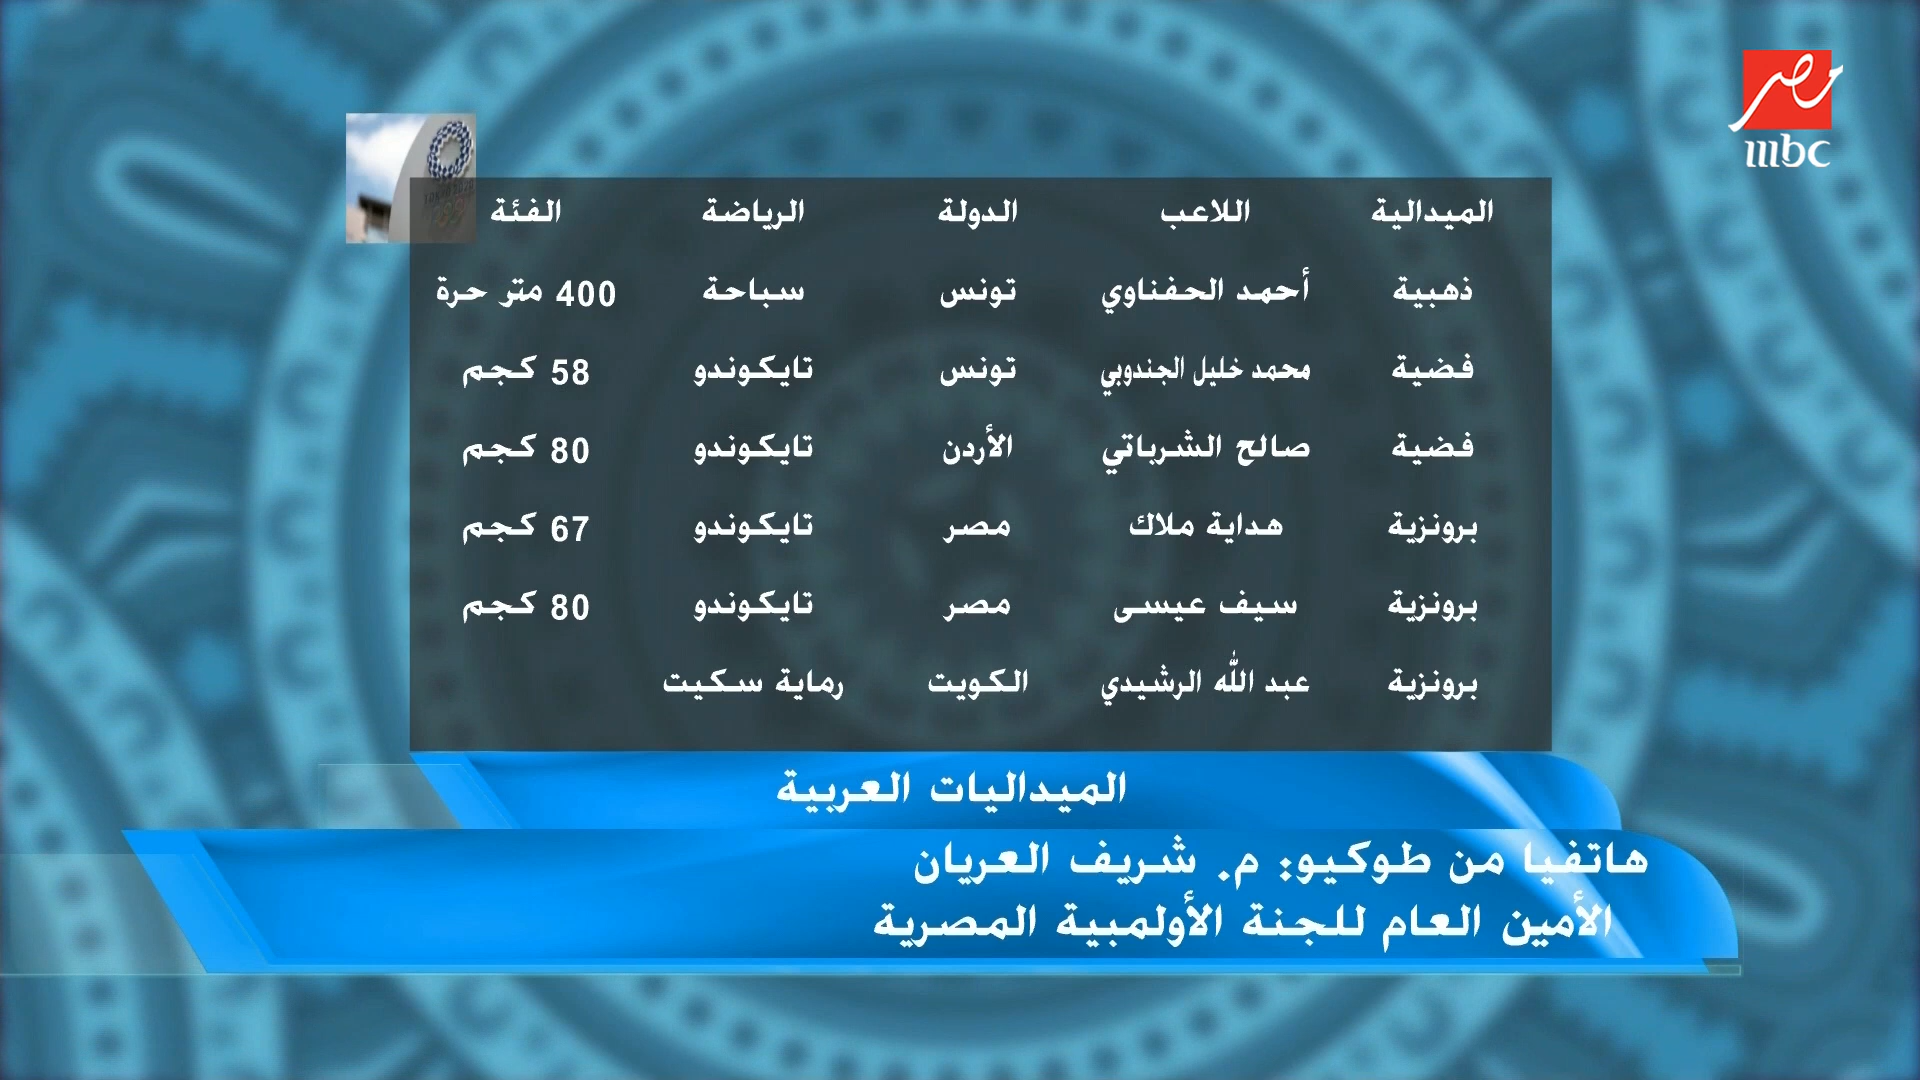 مصر
mbc
الميدالية اللاعب الدولة الرياضة الفئة
ذهبية أحمد الحفناوي تونس سباحة 400 متر حرة
فضية محمد خليل الجندوبي تونس تايكوندو 58 كجم
فضية صالح الشرباتي الأردن تايكوندو 80 كجم
برونزية هداية ملاك مصر تايكوندو 67 كجم
برونزية سيف عيسى مصر تايكوندو 80 كجم
برونزية عبد الله الرشيدي الكويت رماية سكيت
الميداليات العربية
هاتفيا من طوكيو: م. شريف العريان
الأمين العام للجنة الأولمبية المصرية